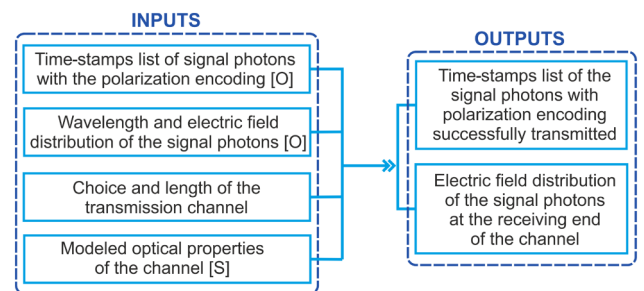 INPUTS
Time-stamps list of signal photons
with the polarization encoding [O]
Wavelength and electric field
distribution of the signal photons [O]
Choice and length of the
transmission channel
Modeled optical properties
of the channel [S]
OUTPUTS
Time-stamps list of the
signal photons with
polarization encoding
successfully transmitted
Electric field distribution
of the signal photons
at the receiving end
of the channel